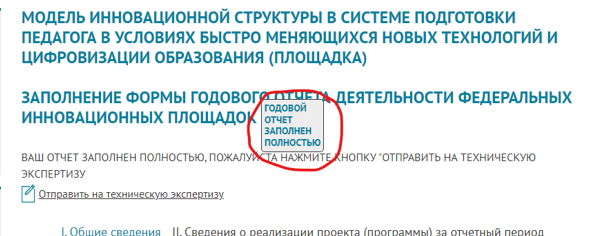 МОДЕЛЬ ИННОВАЦИОННОЙ СТРУКТУРЫ В СИСТЕМЕ ПОДГОТОВКИ
ПЕДАГОГА В УСЛОВИЯХ БЫСТРО МЕНЯЮЩИХСЯ НОВЫХ ТЕХНОЛОГИЙ И
ЦИФРОВИЗАЦИИ ОБРАЗОВАНИЯ (ПЛОЩАДКА)
ЗАПОЛНЕНИЕ ФОРМЫ ГОДОВОГО ОТЧЕТА ДЕЯТЕЛЬНОСТИ ФЕДЕРАЛЬНЫХ
ИННОВАЦИОННЫХ ПЛОЩАДОК
ГОДОВОЙ
ОТЧЕТ
ЗАПОЛНЕН
ПОЛНОСТЬЮ
ВАШ ОТЧЕТ ЗАПОЛНЕН ПОЛНОСТЬЮ, ПОЖАЛУЙСТА НАЖМИТЕ КНОПКУ "ОТПРАВИТЬ НА ТЕХНИЧЕСКУЮ
ЭКСПЕРТИЗУ
Отправить на техническую экспертизу
I. Общие сведения II. Сведения о реализации проекта (программы) за отчетный период